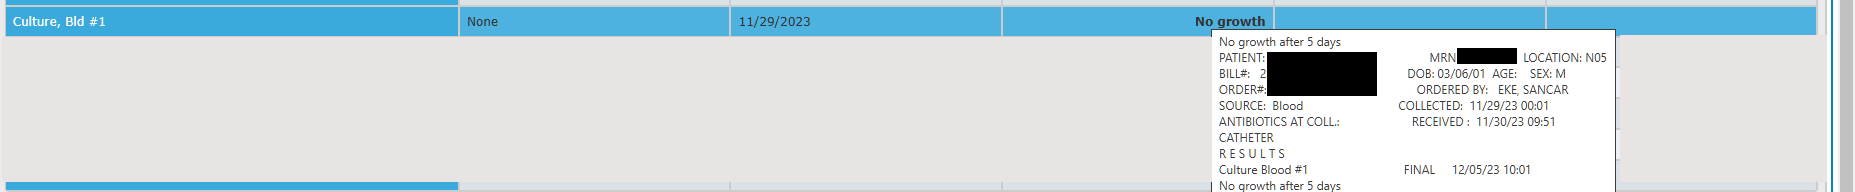 Culture, Bld #1 None 11/29/2023 No growth
No growth after 5 days
PATIENT: MRN LOCATION: N05
BILL#: 2 DOB: 03/06/01 AGE: SEX: M
ORDER#: ORDERED BY: EKE, SANCAR
SOURCE: Blood COLLECTED: 11/29/23 00:01
ANTIBIOTICS AT COLL.: RECEIVED : 11/30/23 09:51
CATHETER
R E S U L T S
Culture Blood #1 FINAL 12/05/23 10:01
No growth after 5 days